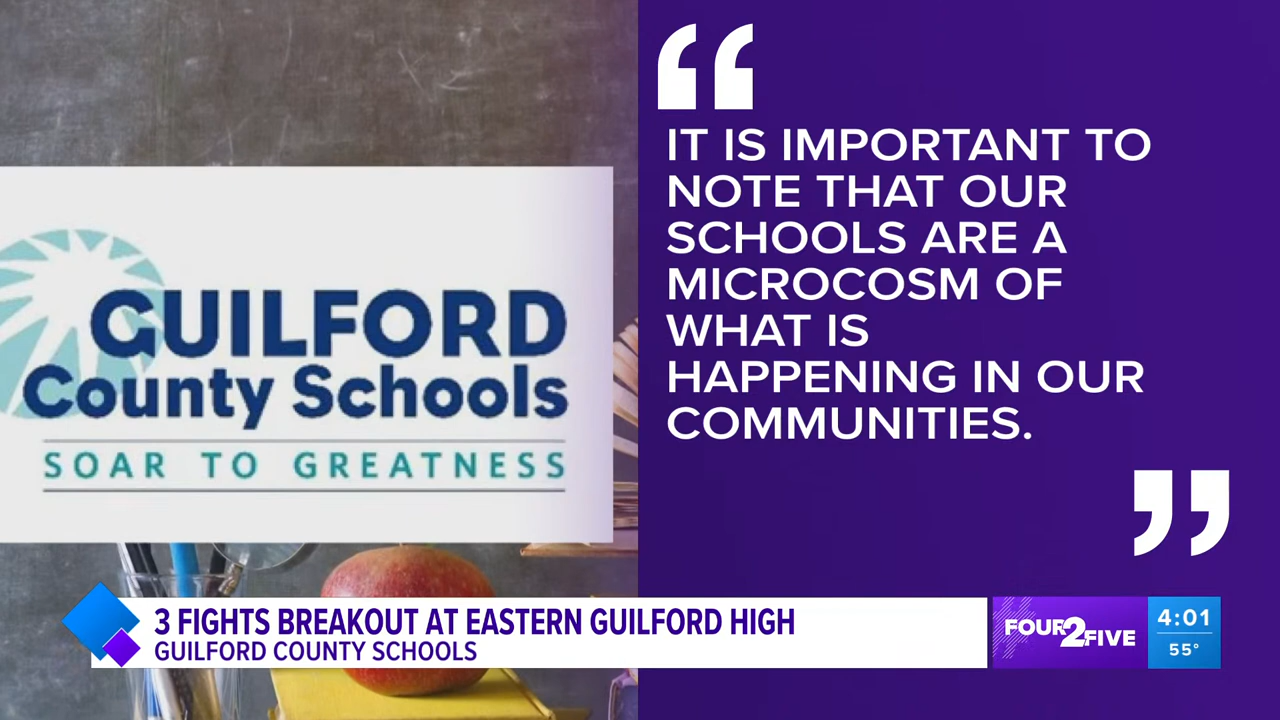 GUILFORD
County Schools
SOAR TO GREATNESS
“
IT IS IMPORTANT TO
NOTE THAT OUR
SCHOOLS ARE A
MICROCOSM OF
WHAT IS
HAPPENING IN OUR
COMMUNITIES.
”
3 FIGHTS BREAKOUT AT EASTERN GUILFORD HIGH
GUILFORD COUNTY SCHOOLS
FOUR2FIVE
4:01
55°